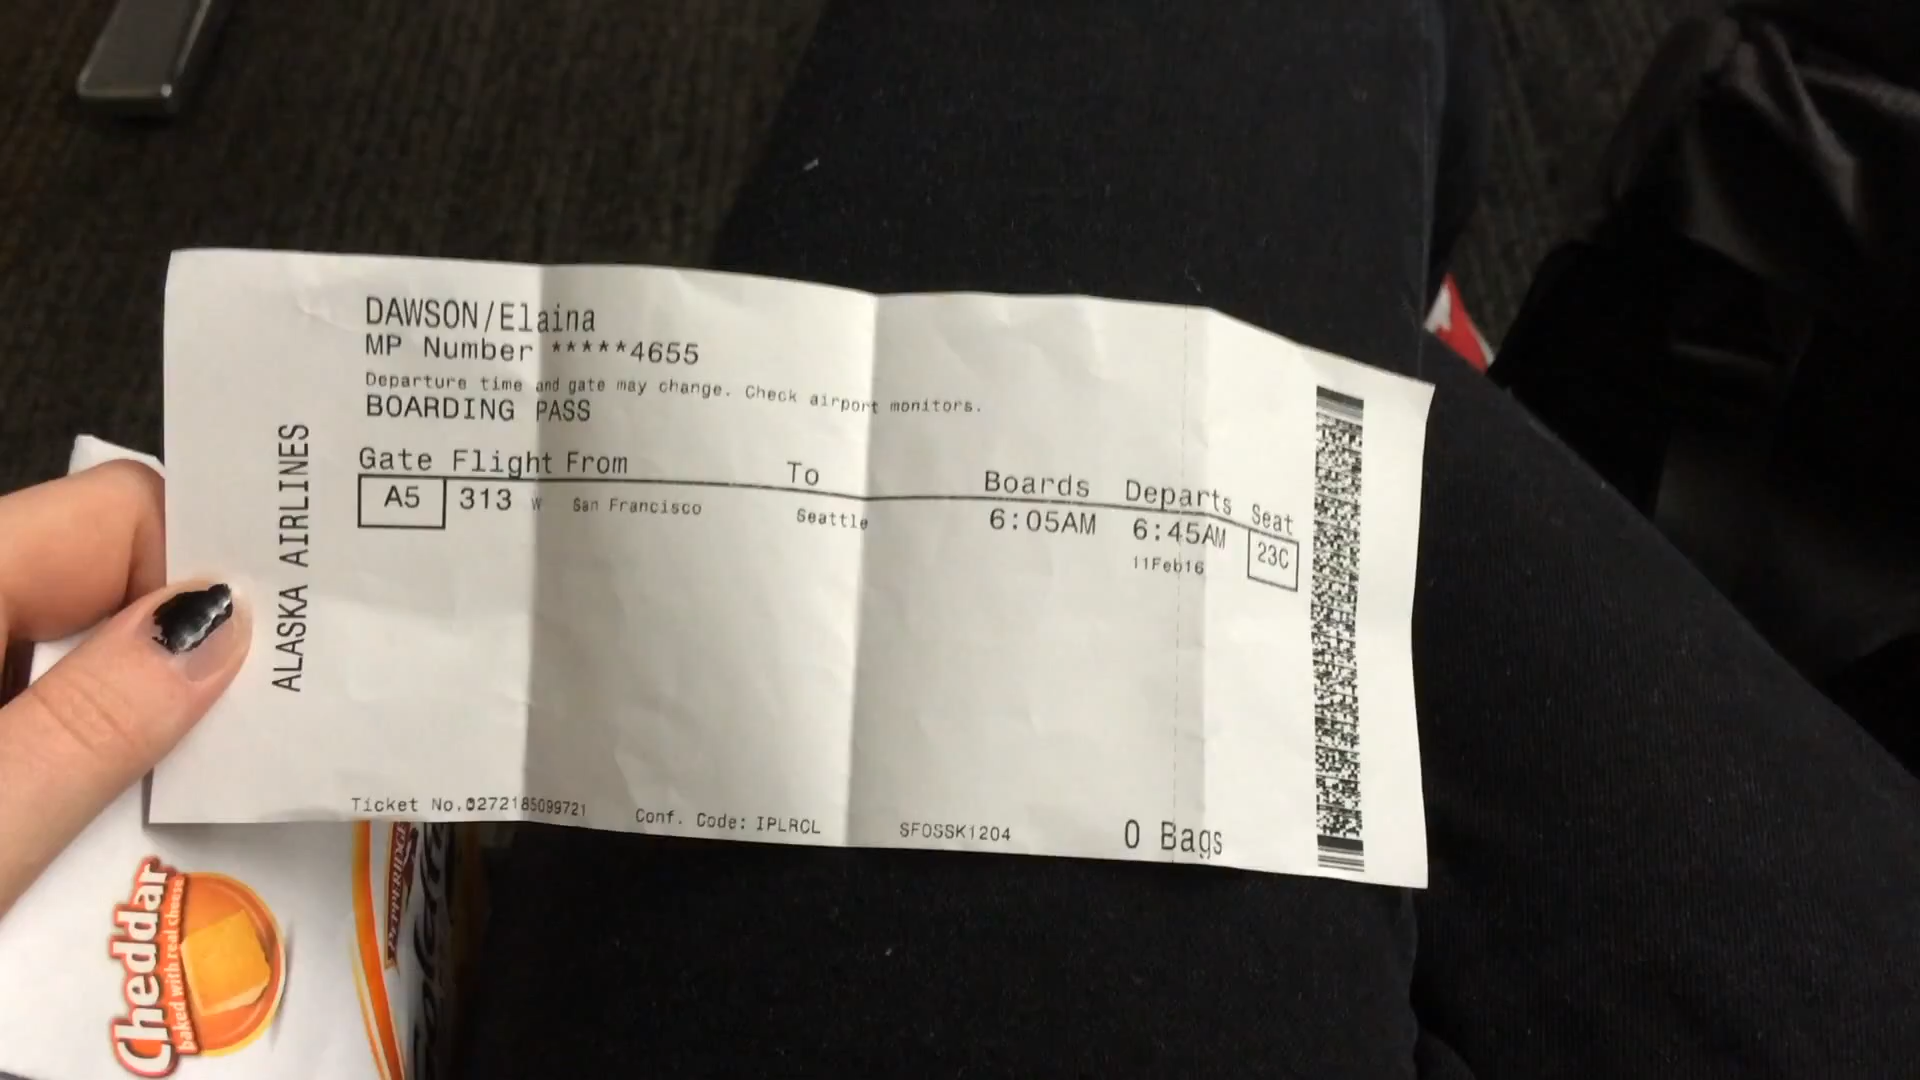 DAWSON/Elaina
MP Number *****4655
Departure time and gate may change. Check airport monitors.
BOARDING PASS
Gate Flight From To Boards Departs Seat
A5 313 W San Francisco Seattle 6:05AM 6:45AM 23C
11Feb16
ALASKA AIRLINES
Ticket No.0272185099721 Conf. Code: IPLRCL SFOSSK1204 0 Bags
Cheddar
baked with real cheese
PEPPERIDGE